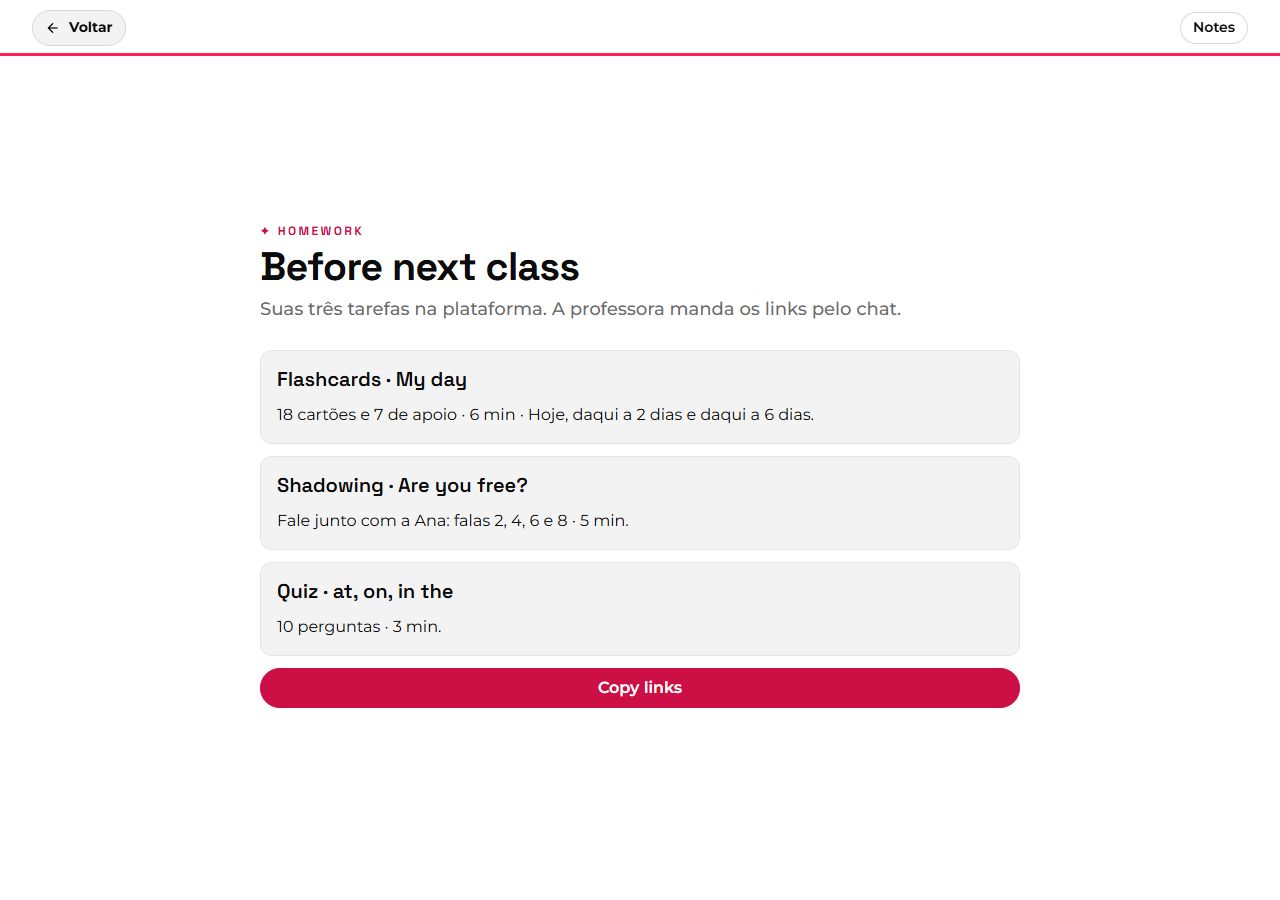 Voltar
Notes
HOMEWORK
Before next class
Suas três tarefas na plataforma. A professora manda os links pelo chat.
Flashcards · My day
18 cartões e 7 de apoio · 6 min · Hoje, daqui a 2 dias e daqui a 6 dias.
Shadowing · Are you free?
Fale junto com a Ana: falas 2, 4, 6 e 8 · 5 min.
Quiz · at, on, in the
10 perguntas · 3 min.
Copy links